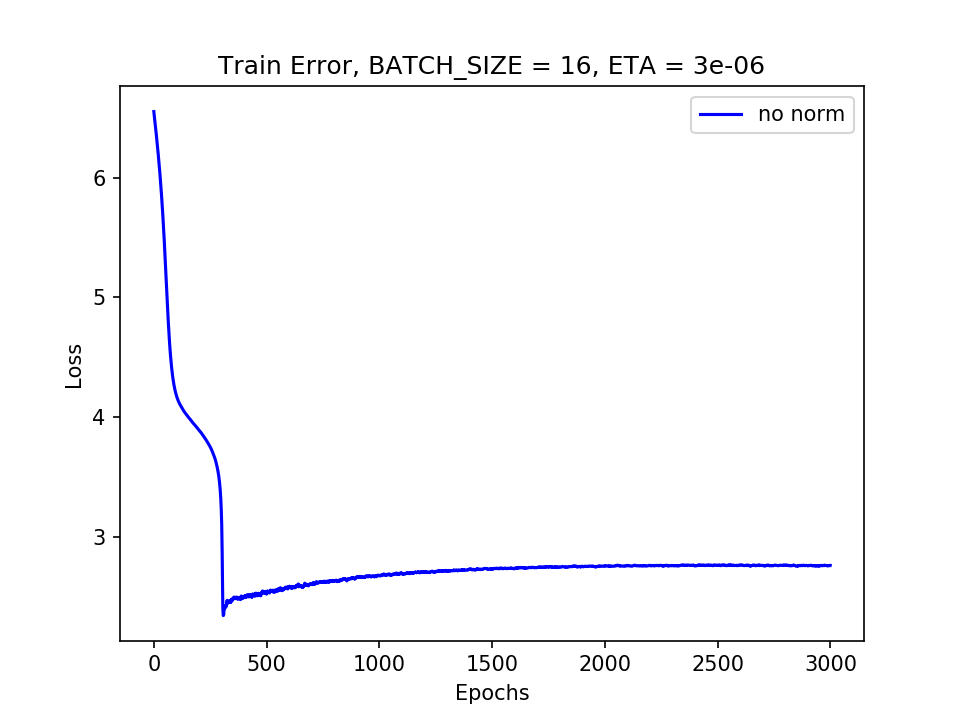 Train Error, BATCH_SIZE = 16, ETA = 3e-06
no norm
6
5
4
3
Loss
0 500 1000 1500 2000 2500 3000
Epochs